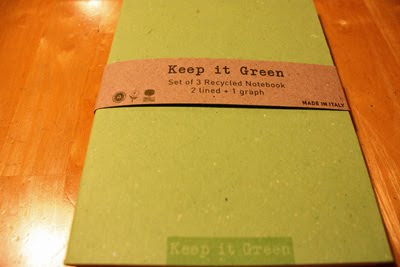 Keep it Green
Set of 3 Recycled Notebook
2 lined + 1 graph
MADE IN ITALY
Keep it Green